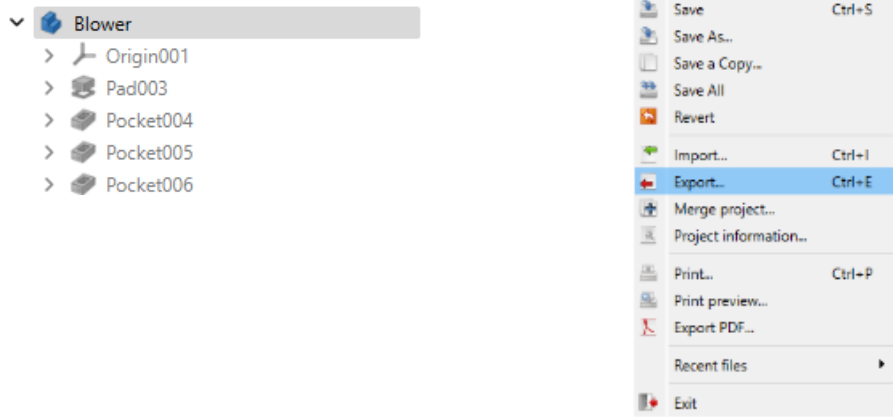 Blower
Origin001
Pad003
Pocket004
Pocket005
Pocket006
Save Ctrl+S
Save As...
Save a Copy...
Save All
Revert
Import... Ctrl+I
Export... Ctrl+E
Merge project...
Project information...
Print... Ctrl+P
Print preview...
Export PDF...
Recent files
Exit